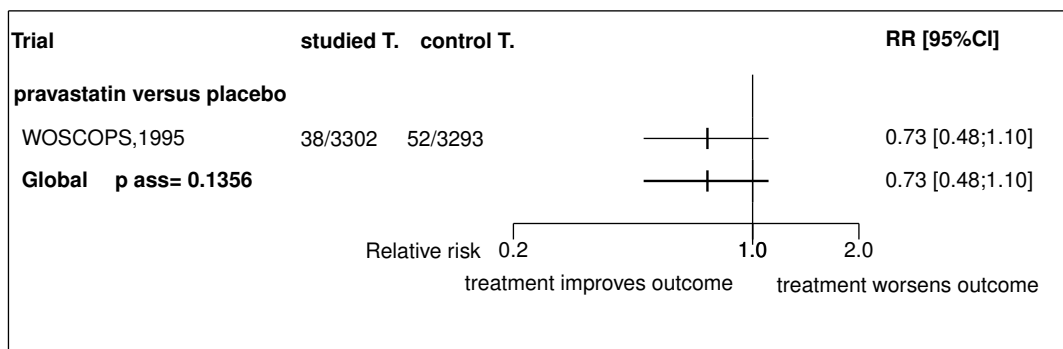 Trial studied T. control T. RR [95%CI]
pravastatin versus placebo
WOSCOPS,1995 38/3302 52/3293 0.73 [0.48;1.10]
Global p ass= 0.1356 0.73 [0.48;1.10]
Relative risk 0.2 1.0 2.0
treatment improves outcome treatment worsens outcome